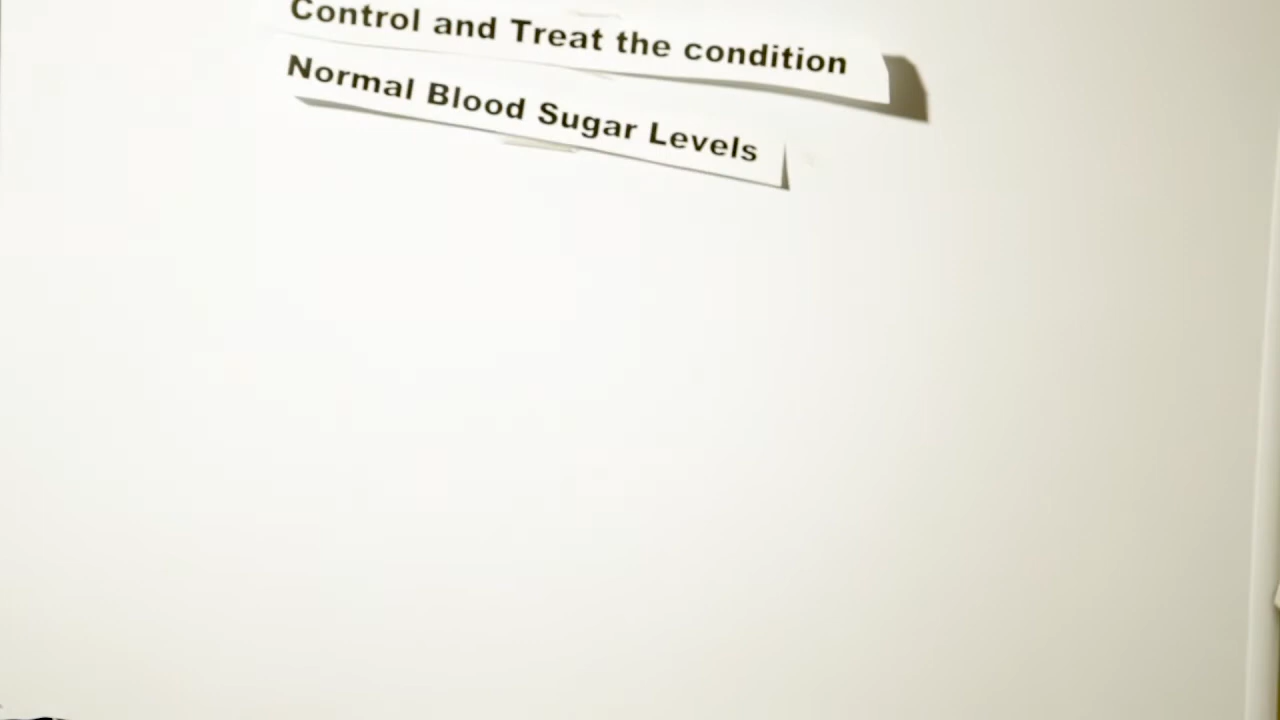 Control and Treat the condition
Normal Blood Sugar Levels